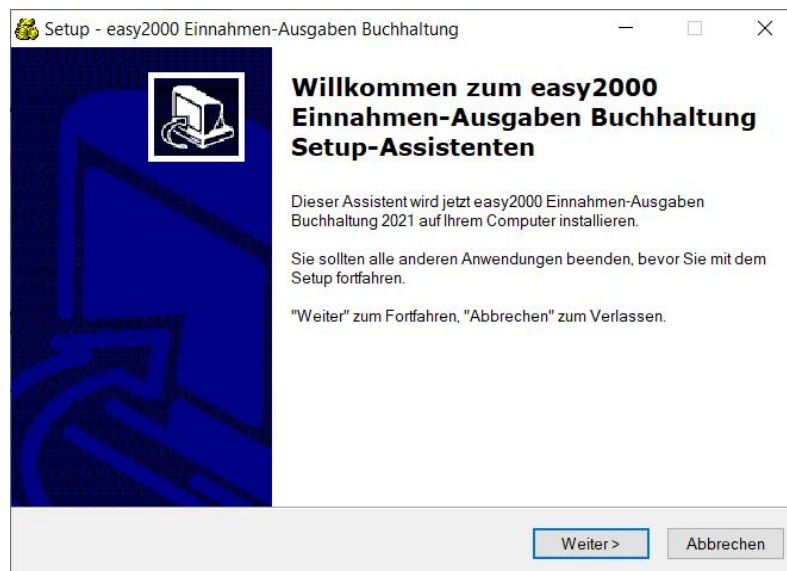 Setup - easy2000 Einnahmen-Ausgaben Buchhaltung
Willkommen zum easy2000
Einnahmen-Ausgaben Buchhaltung
Setup-Assistenten
Dieser Assistent wird jetzt easy2000 Einnahmen-Ausgaben
Buchhaltung 2021 auf Ihrem Computer installieren.
Sie sollten alle anderen Anwendungen beenden, bevor Sie mit dem
Setup fortfahren.
"Weiter" zum Fortfahren, "Abbrechen" zum Verlassen.
Weiter > Abbrechen